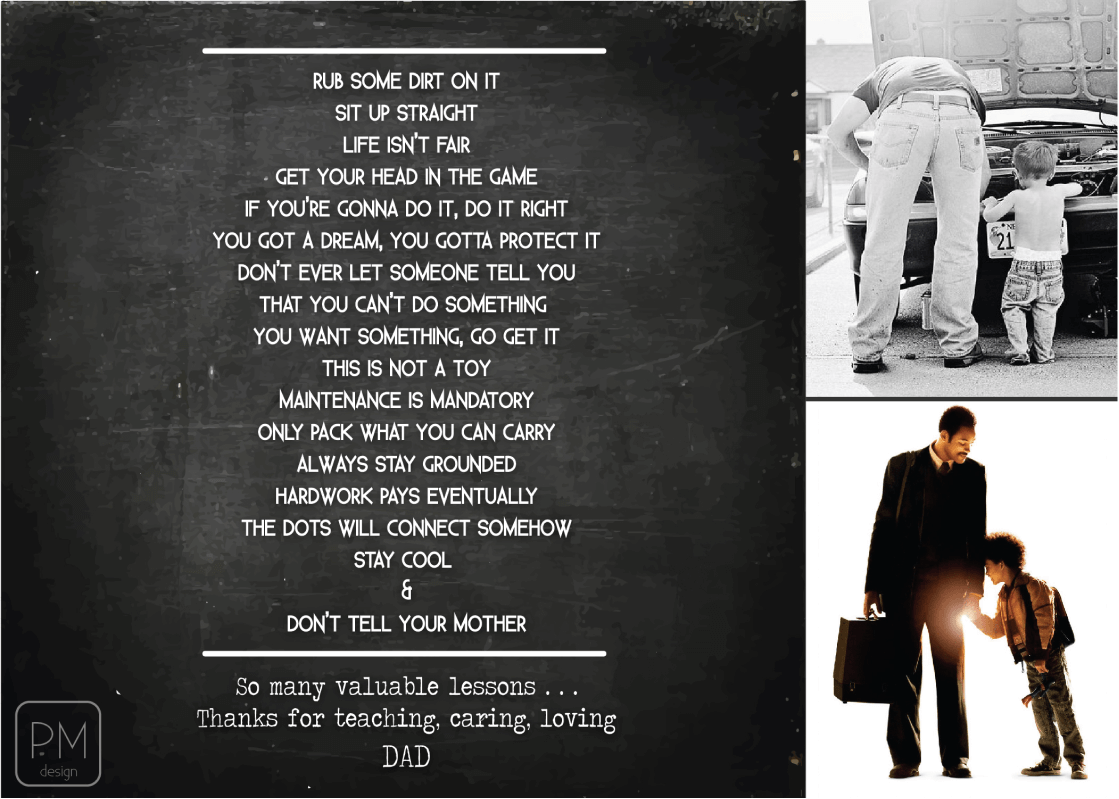 RUB SOME DIRT ON IT
SIT UP STRAIGHT
LIFE ISN'T FAIR
GET YOUR HEAD IN THE GAME
IF YOU'RE GONNA DO IT, DO IT RIGHT
YOU GOT A DREAM, YOU GOTTA PROTECT IT
DON'T EVER LET SOMEONE TELL YOU
THAT YOU CAN'T DO SOMETHING
YOU WANT SOMETHING, GO GET IT
THIS IS NOT A TOY
MAINTENANCE IS MANDATORY
ONLY PACK WHAT YOU CAN CARRY
ALWAYS STAY GROUNDED
HARDWORK PAYS EVENTUALLY
THE DOTS WILL CONNECT SOMEHOW
STAY COOL
&
DON'T TELL YOUR MOTHER
So many valuable lessons . . .
Thanks for teaching, caring, loving
DAD
PM
design
21